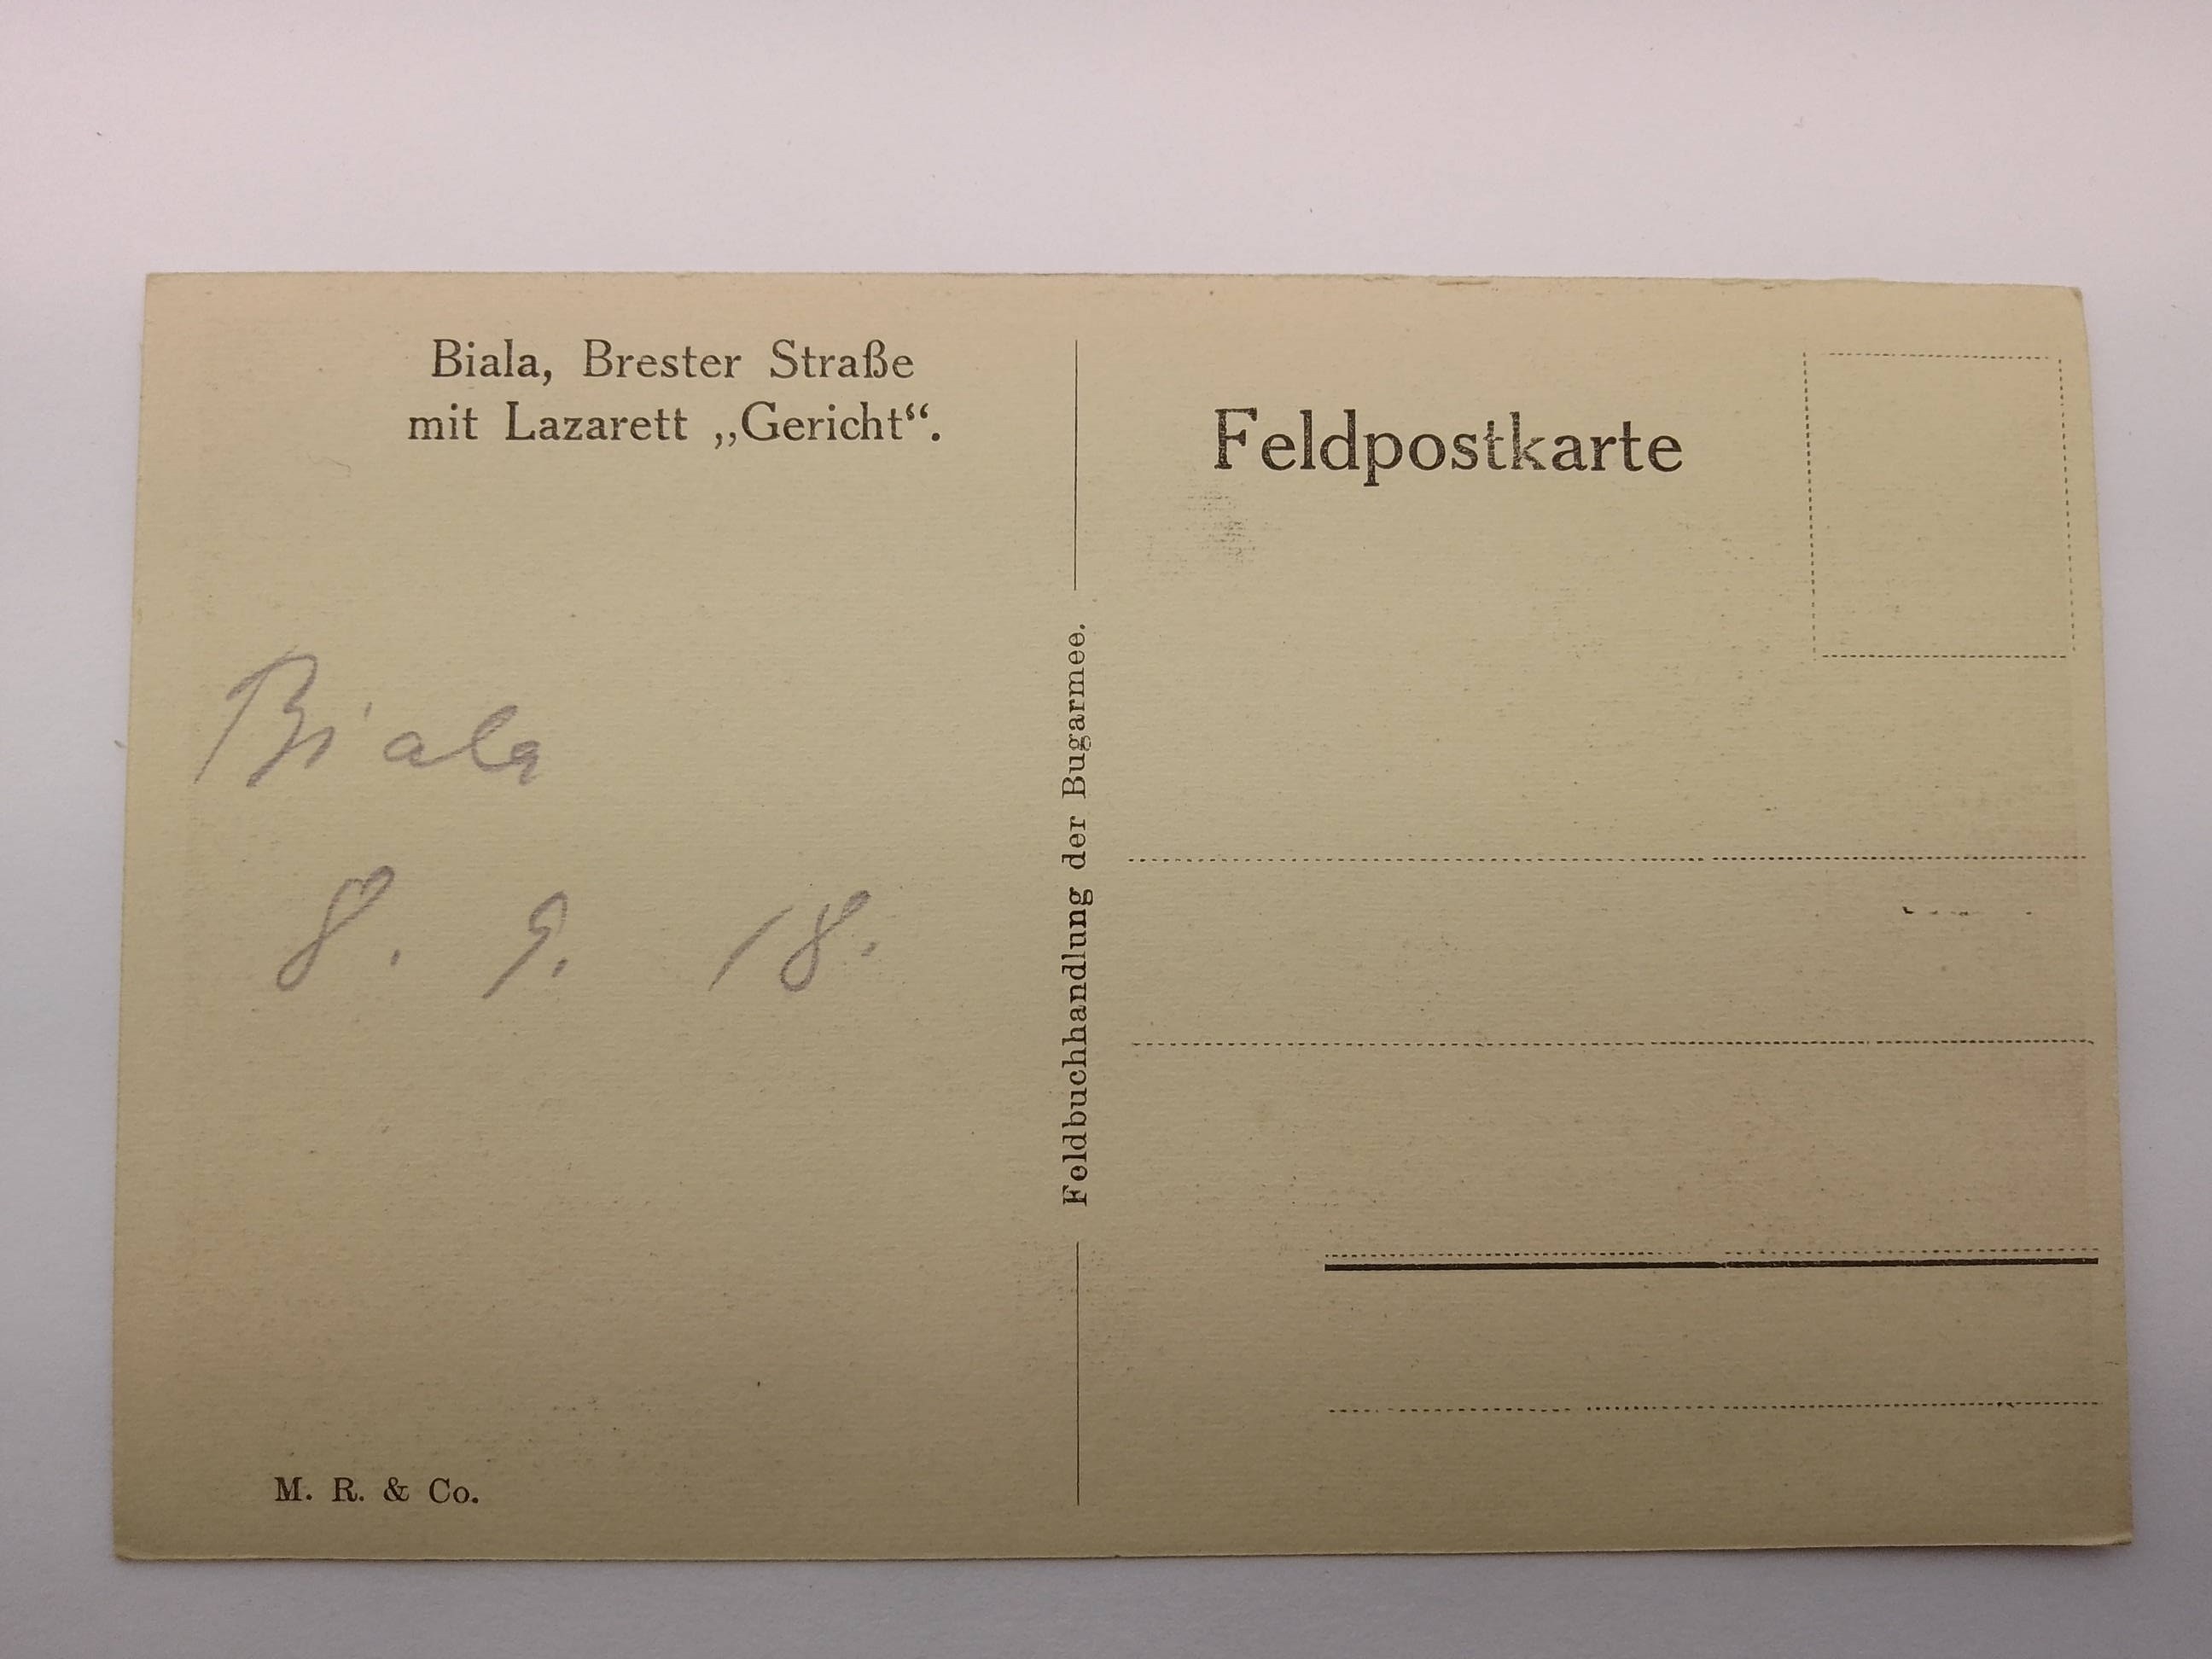 Biala, Brester Straße
mit Lazarett „Gericht“.
Biala
8. 9. 18.
M. R. & Co.
Feldbuchhandlung der Bugarmee.
Feldpostkarte